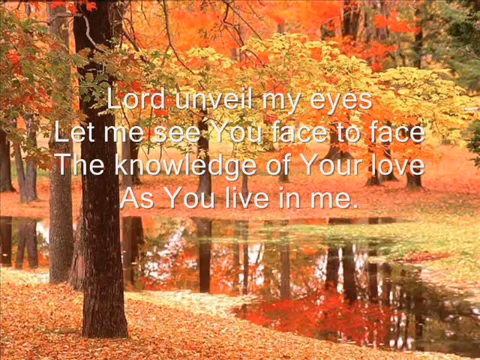 Lord unveil my eyes
Let me see You face to face
The knowledge of Your love
As You live in me.